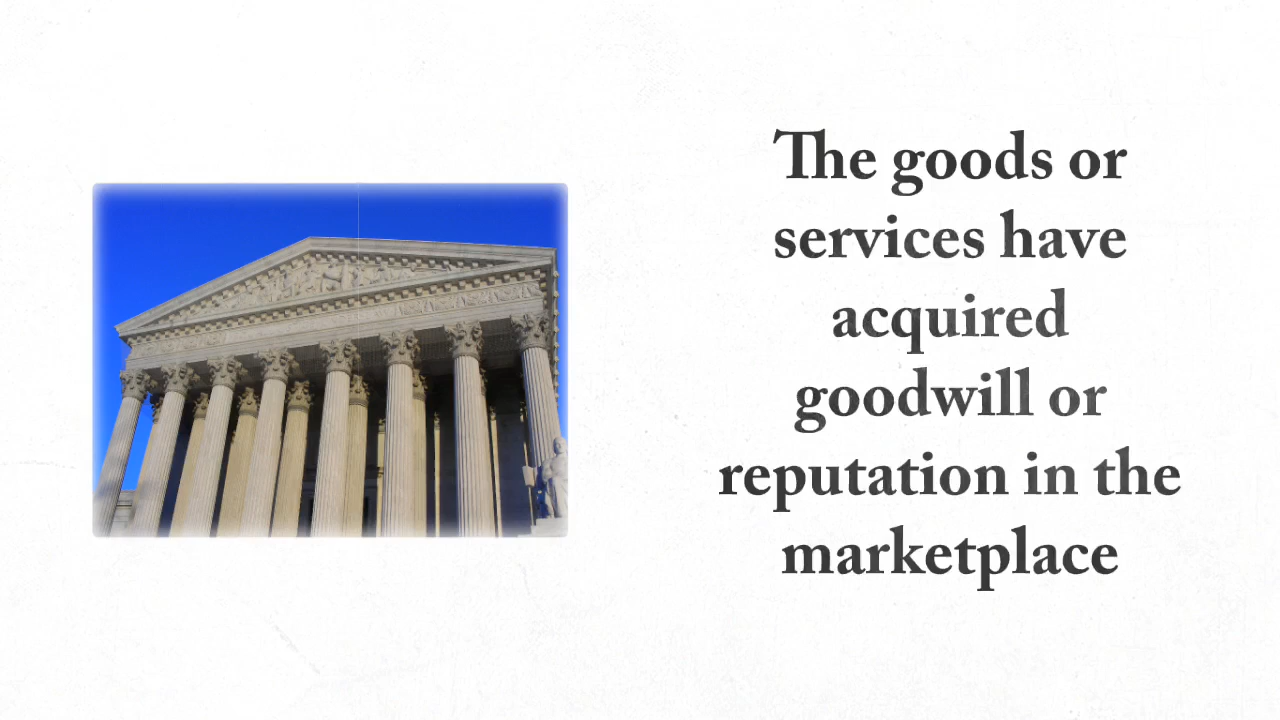 The goods or
services have
acquired
goodwill or
reputation in the
marketplace